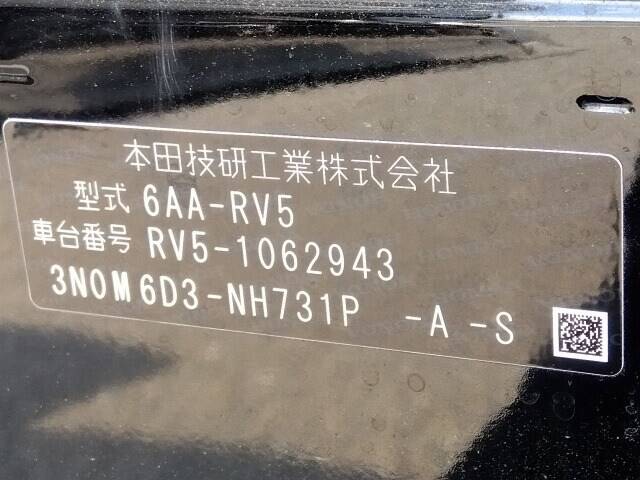 本田技研工業株式会社
型式 6AA-RV5
車台番号 RV5-1062943
3N0M6D3-NH731P -A -S